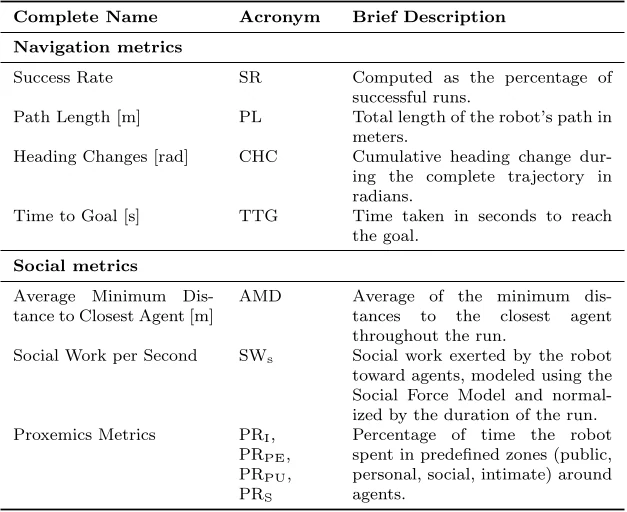 Complete Name Acronym Brief Description
Navigation metrics
Success Rate SR Computed as the percentage of
successful runs.
Path Length [m] PL Total length of the robot's path in
meters.
Heading Changes [rad] CHC Cumulative heading change dur-
ing the complete trajectory in
radians.
Time to Goal [s] TTG Time taken in seconds to reach
the goal.
Social metrics
Average Minimum Dis- AMD Average of the minimum dis-
tance to Closest Agent [m] tances to the closest agent
throughout the run.
Social Work per Second SWs Social work exerted by the robot
toward agents, modeled using the
Social Force Model and normal-
ized by the duration of the run.
Proxemics Metrics PRI, Percentage of time the robot
PRPE, spent in predefined zones (public,
PRPU, personal, social, intimate) around
PRS agents.